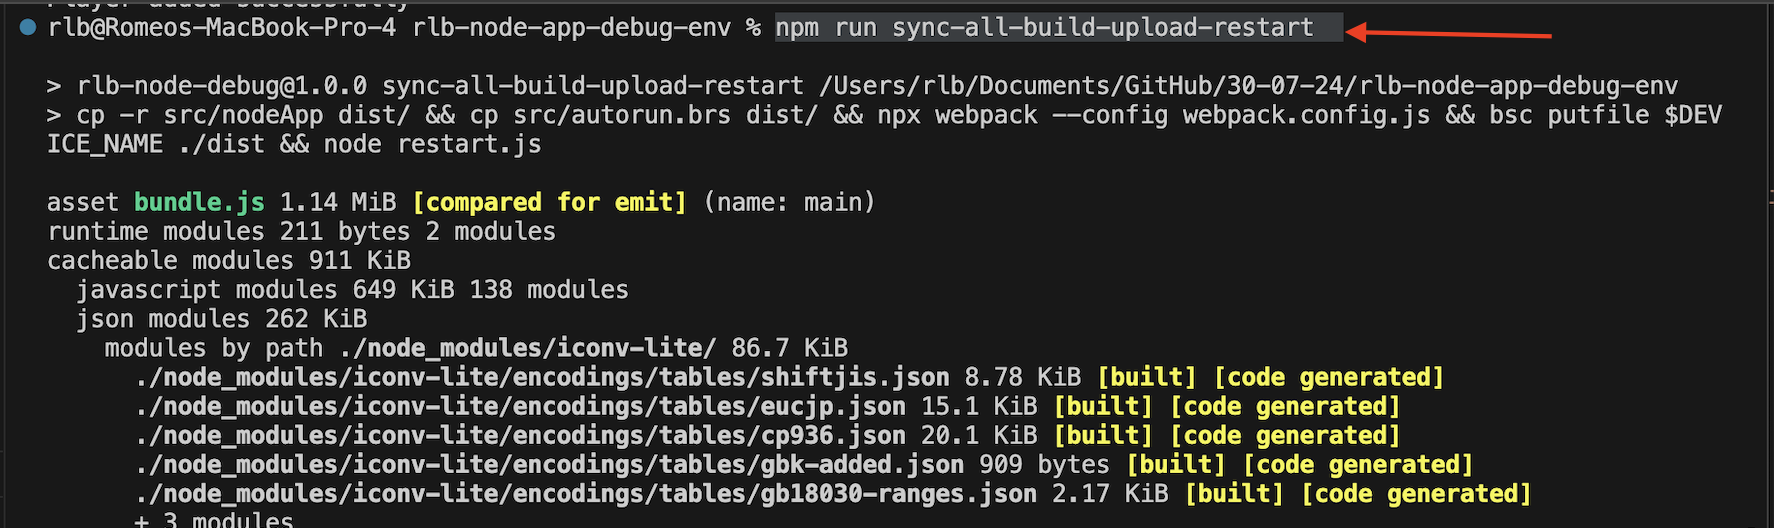 Player added successfully
rlb@Romeos-MacBook-Pro-4 rlb-node-app-debug-env % npm run sync-all-build-upload-restart
> rlb-node-debug@1.0.0 sync-all-build-upload-restart /Users/rlb/Documents/GitHub/30-07-24/rlb-node-app-debug-env
> cp -r src/nodeApp dist/ && cp src/autorun.brs dist/ && npx webpack --config webpack.config.js && bsc putfile $DEV
ICE_NAME ./dist && node restart.js
asset bundle.js 1.14 MiB [compared for emit] (name: main)
runtime modules 211 bytes 2 modules
cacheable modules 911 KiB
javascript modules 649 KiB 138 modules
json modules 262 KiB
modules by path ./node_modules/iconv-lite/ 86.7 KiB
./node_modules/iconv-lite/encodings/tables/shiftjis.json 8.78 KiB [built] [code generated]
./node_modules/iconv-lite/encodings/tables/eucjp.json 15.1 KiB [built] [code generated]
./node_modules/iconv-lite/encodings/tables/cp936.json 20.1 KiB [built] [code generated]
./node_modules/iconv-lite/encodings/tables/gbk-added.json 909 bytes [built] [code generated]
./node_modules/iconv-lite/encodings/tables/gb18030-ranges.json 2.17 KiB [built] [code generated]
+ 3 modules